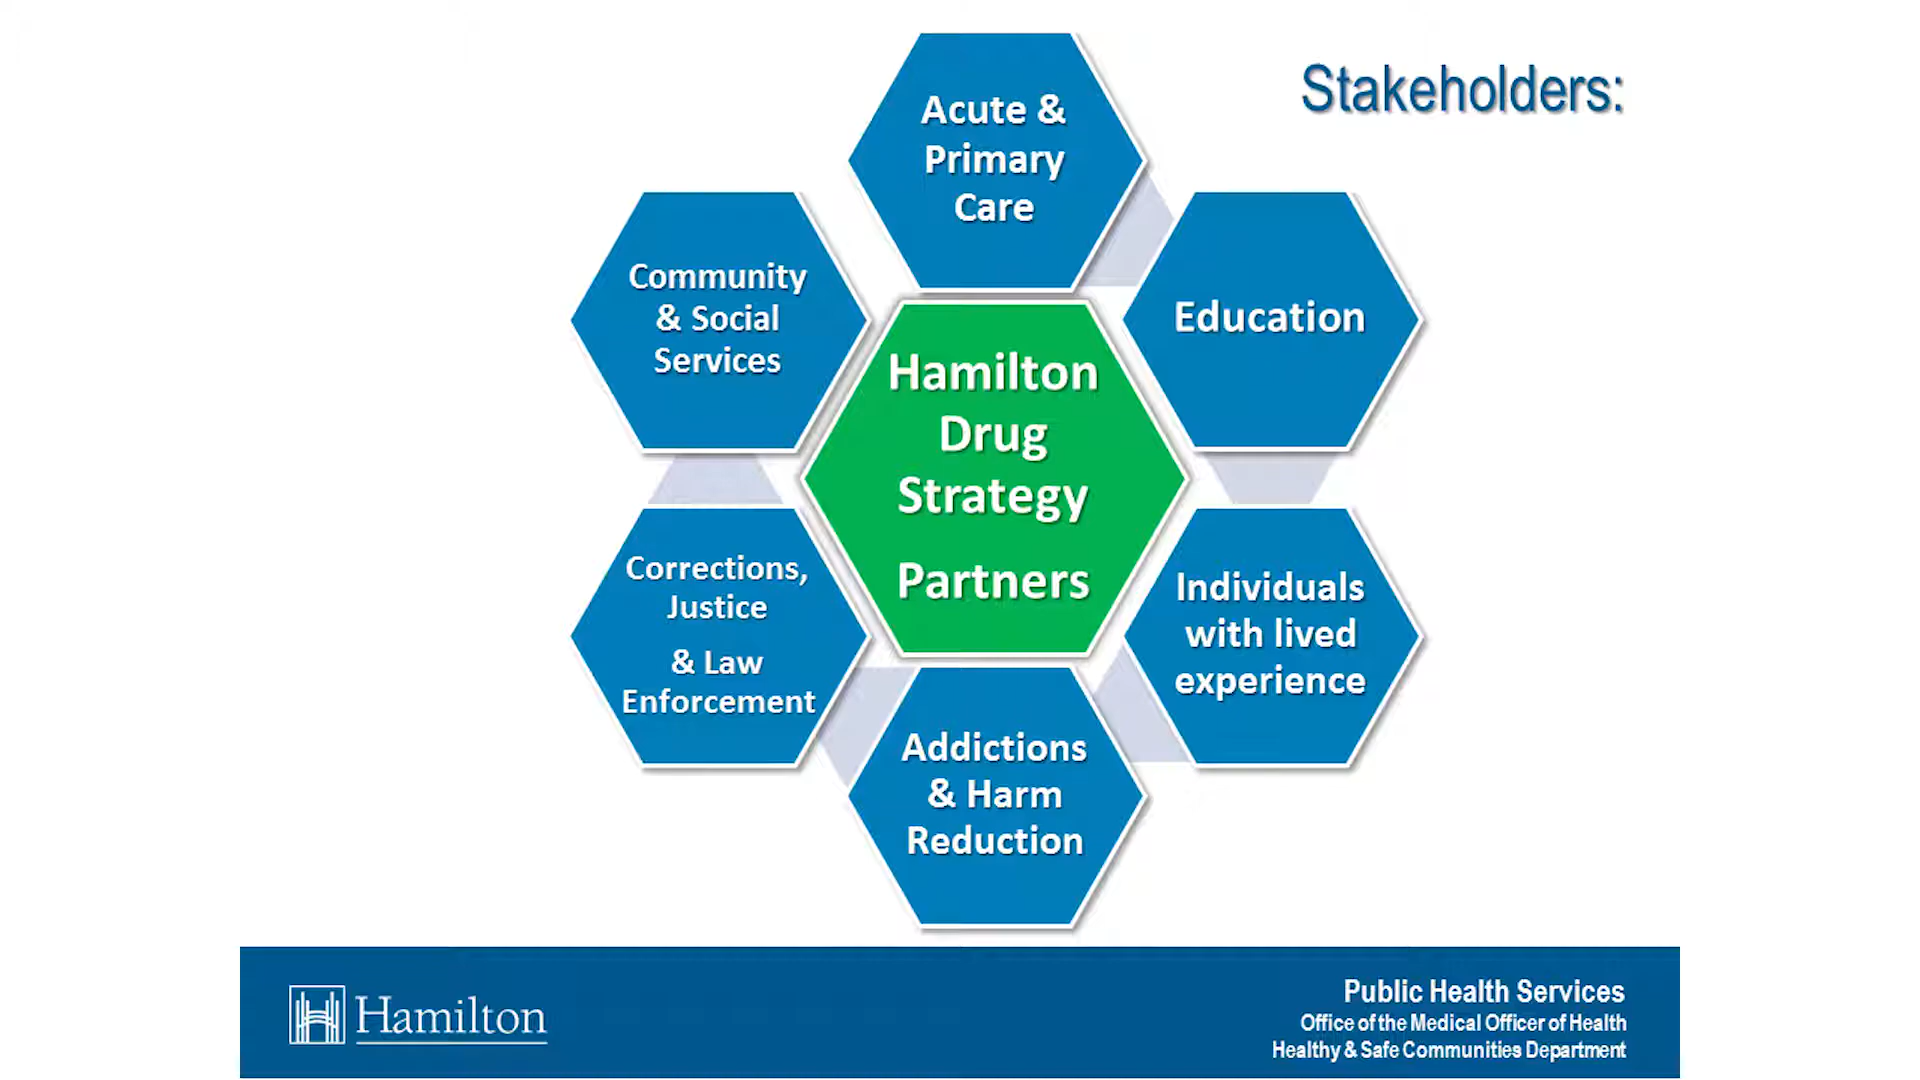 Stakeholders:
Acute &
Primary
Care
Education
Individuals
with lived
experience
Addictions
& Harm
Reduction
Corrections,
Justice
& Law
Enforcement
Community
& Social
Services
Hamilton
Drug
Strategy
Partners
Hamilton
Public Health Services
Office of the Medical Officer of Health
Healthy & Safe Communities Department